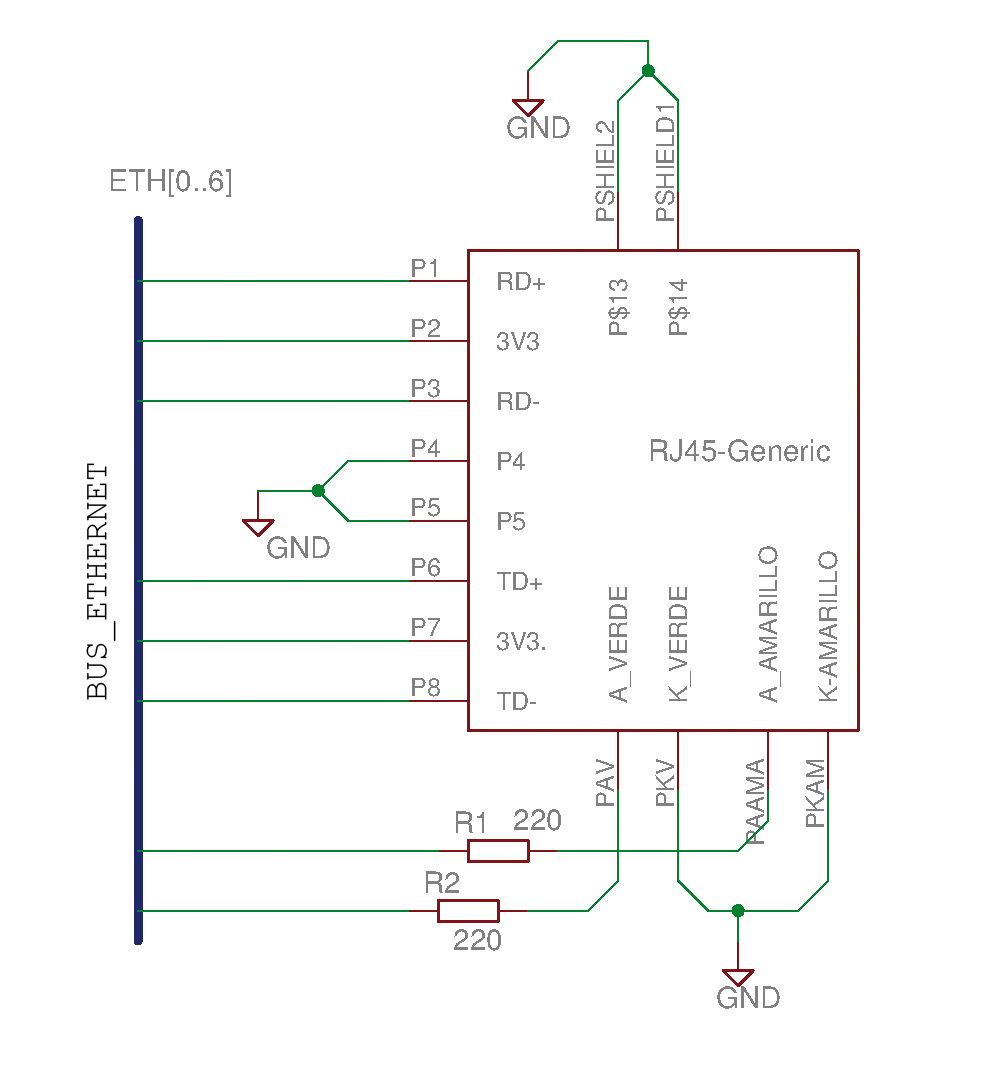 GND
PSHIEL2
PSHIELD1
ETH[0..6]
P1
RD+
P$13
P$14
P2
3V3
P3
RD-
P4
P4
RJ45-Generic
P5
P5
GND
BUS_ETHERNET
P6
TD+
P7
3V3.
P8
TD-
A_VERDE
K_VERDE
A_AMARILLO
K-AMARILLO
PAV
PKV
PAAMA
PKAM
R1
220
R2
220
GND